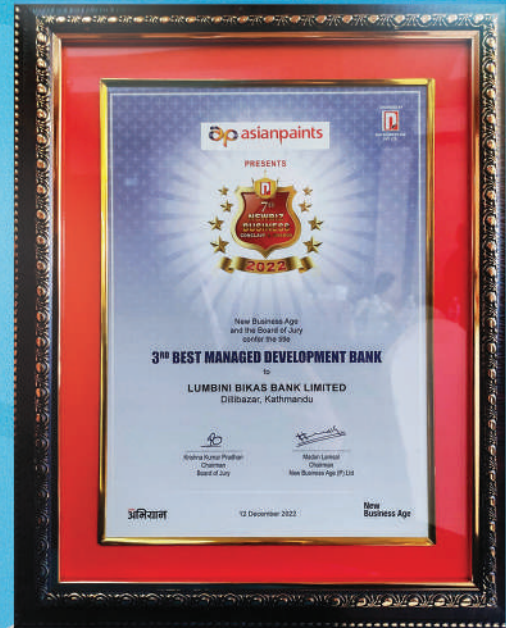 asianpaints
PRESENTS
7TH
NEWBIZ
BUSINESS
2022
New Business Age
and the Board of Jury
confer the title
3RD BEST MANAGED DEVELOPMENT BANK
to
LUMBINI BIKAS BANK LIMITED
Dillibazar, Kathmandu
Krishna Kumar Pradhan
Chairman
Board of Jury
Madan Lamsal
Chairman
New Business Age (P) Ltd
अभियान
12 December 2022
New
Business Age